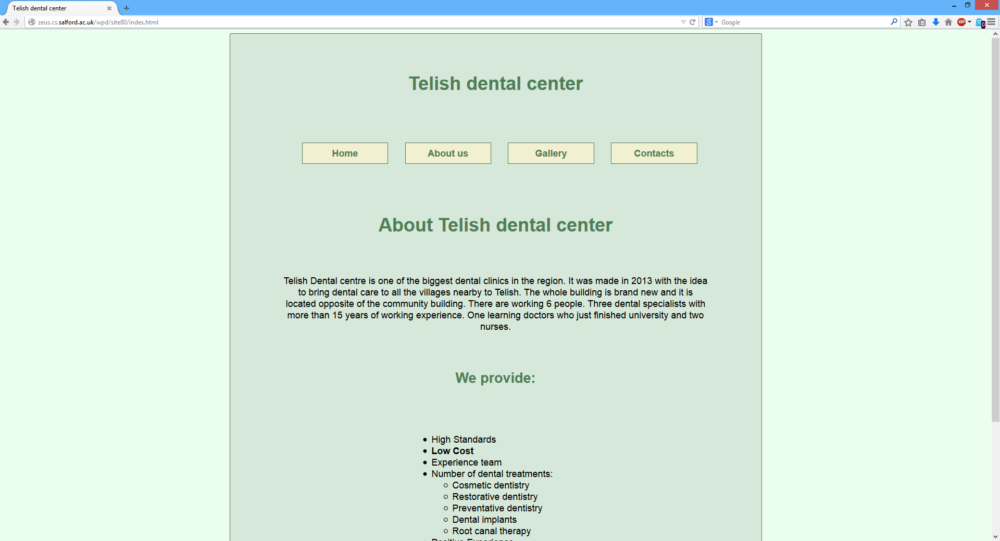 Telish dental center
zeus.cs.salford.ac.uk/wpd/site80/index.html
Google
ABP
0
Telish dental center
Home
About us
Gallery
Contacts
About Telish dental center
Telish Dental centre is one of the biggest dental clinics in the region. It was made in 2013 with the idea
to bring dental care to all the villages nearby to Telish. The whole building is brand new and it is
located opposite of the community building. There are working 6 people. Three dental specialists with
more than 15 years of working experience. One learning doctors who just finished university and two
nurses.
We provide:
High Standards
Low Cost
Experience team
Number of dental treatments:
Cosmetic dentistry
Restorative dentistry
Preventative dentistry
Dental implants
Root canal therapy
Positive Experience